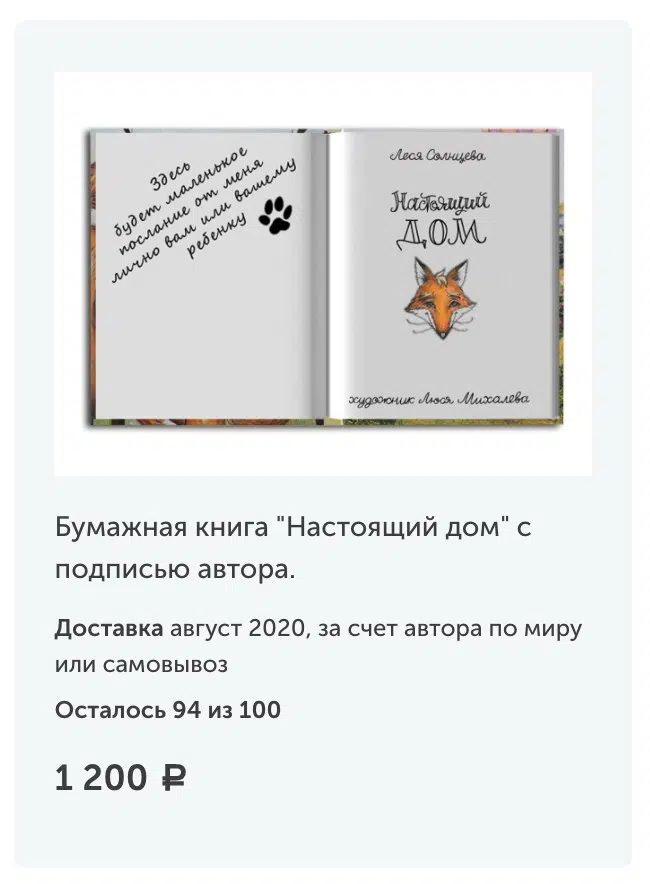 Здесь
будет маленькое
послание от меня
лично вам или вашему
ребенку
Леся Солнцева
Настоящий
ДОМ
художник Люся Михалёва
Бумажная книга "Настоящий дом" с
подписью автора.
Доставка август 2020, за счет автора по миру
или самовывоз
Осталось 94 из 100
1 200 ₽